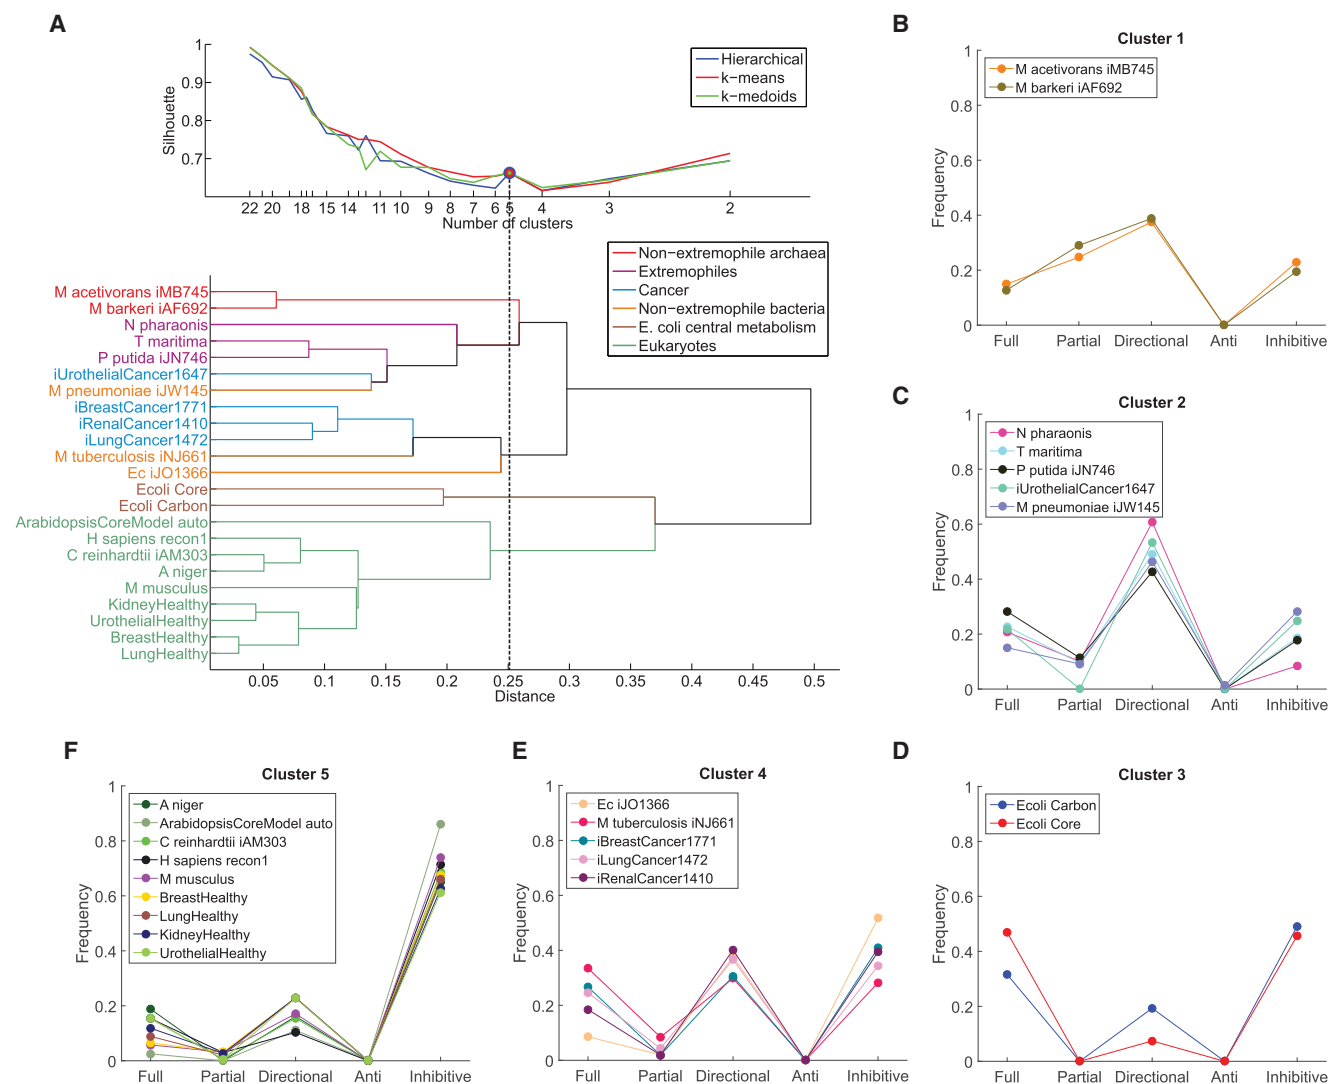 A
1
0.9
0.8
0.7
Silhouette
Hierarchical
k−means
k−medoids
22 20 18 15 14 11 10 9 8 7 6 5 4 3 2
Number of clusters
Non-extremophile archaea
Extremophiles
Cancer
Non-extremophile bacteria
E. coli central metabolism
Eukaryotes
M acetivorans iMB745
M barkeri iAF692
N pharaonis
T maritima
P putida iJN746
iUrothelialCancer1647
M pneumoniae iJW145
iBreastCancer1771
iRenalCancer1410
iLungCancer1472
M tuberculosis iNJ661
Ec iJO1366
Ecoli Core
Ecoli Carbon
ArabidopsisCoreModel auto
H sapiens recon1
C reinhardtii iAM303
A niger
M musculus
KidneyHealthy
UrothelialHealthy
BreastHealthy
LungHealthy
0.05 0.1 0.15 0.2 0.25 0.3 0.35 0.4 0.45 0.5
Distance
B
Cluster 1
M acetivorans iMB745
M barkeri iAF692
1
0.8
0.6
0.4
0.2
0
Frequency
Full Partial Directional Anti Inhibitive
C
Cluster 2
N pharaonis
T maritima
P putida iJN746
iUrothelialCancer1647
M pneumoniae iJW145
1
0.8
0.6
0.4
0.2
0
Frequency
Full Partial Directional Anti Inhibitive
F
Cluster 5
A niger
ArabidopsisCoreModel auto
C reinhardtii iAM303
H sapiens recon1
M musculus
BreastHealthy
LungHealthy
KidneyHealthy
UrothelialHealthy
1
0.8
0.6
0.4
0.2
0
Frequency
Full Partial Directional Anti Inhibitive
E
Cluster 4
Ec iJO1366
M tuberculosis iNJ661
iBreastCancer1771
iLungCancer1472
iRenalCancer1410
1
0.8
0.6
0.4
0.2
0
Frequency
Full Partial Directional Anti Inhibitive
D
Cluster 3
Ecoli Carbon
Ecoli Core
1
0.8
0.6
0.4
0.2
0
Frequency
Full Partial Directional Anti Inhibitive